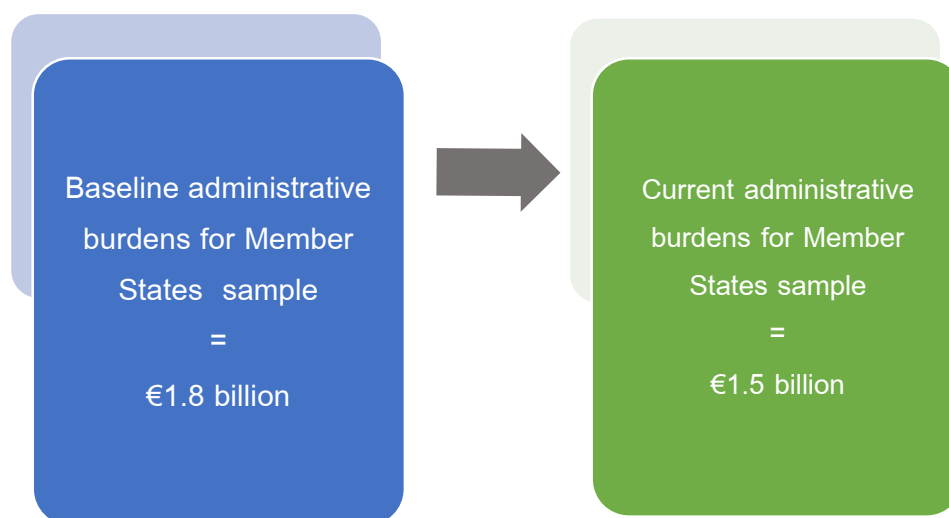 Baseline administrative
burdens for Member
States sample
=
€1.8 billion
Current administrative
burdens for Member
States sample
=
€1.5 billion